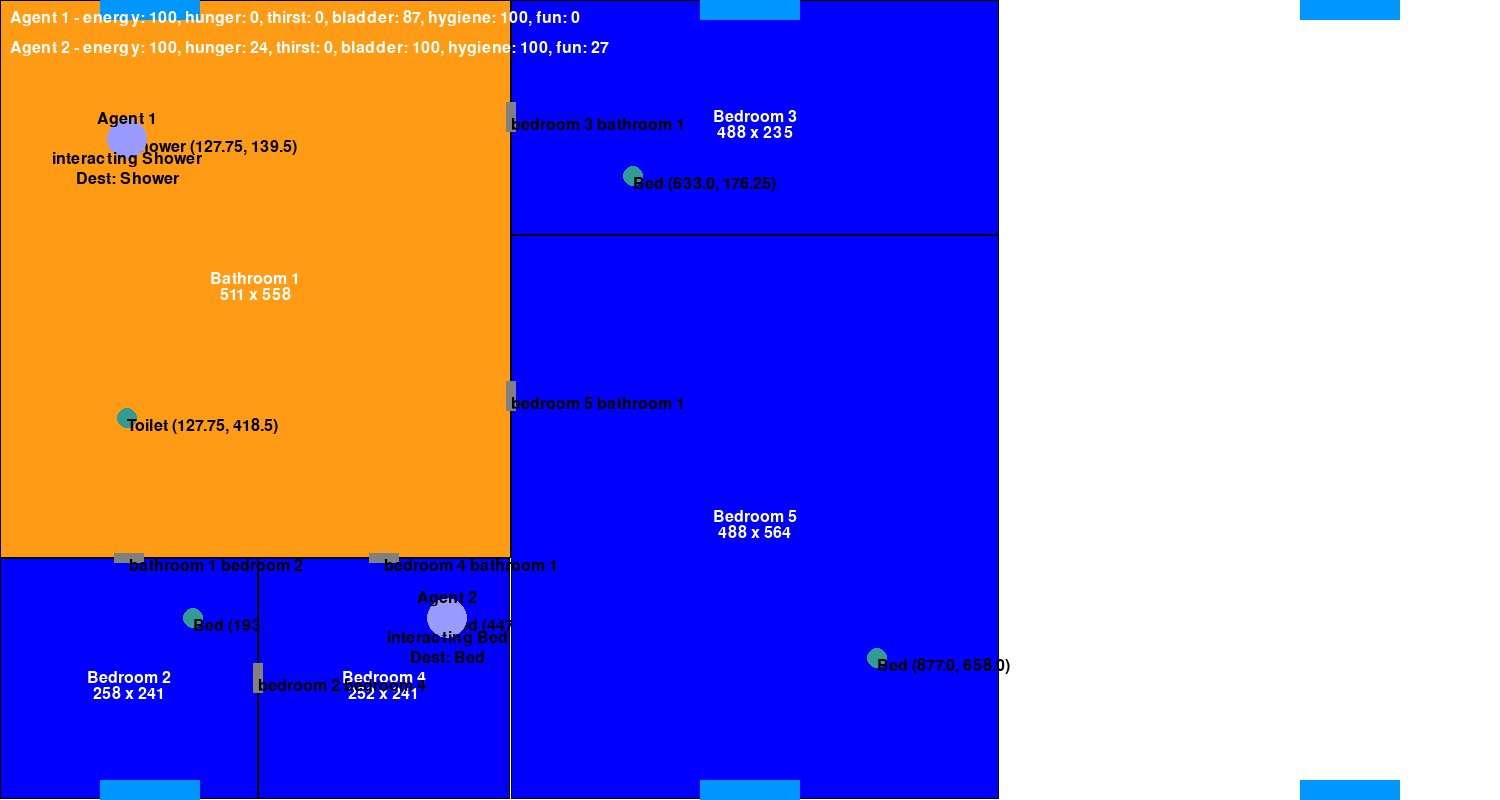 Agent 1 - energy: 100, hunger: 0, thirst: 0, bladder: 87, hygiene: 100, fun: 0
Agent 2 - energy: 100, hunger: 24, thirst: 0, bladder: 100, hygiene: 100, fun: 27
Agent 1
(127.75, 139.5)
interacting Shower
Dest: Shower
bedroom 3 bathroom 1
Bedroom 3
488 x 235
Bed (633.0, 176.25)
Bathroom 1
511 x 558
bedroom 5 bathroom 1
Toilet (127.75, 418.5)
Bedroom 5
488 x 564
bathroom 1 bedroom 2
bedroom 4 bathroom 1
Agent 2
Bed (193
(447
interacting Bed
Dest: Bed
Bed (877.0, 658.0)
Bedroom 2
258 x 241
Bedroom 4
252 x 241
bedroom 2 bedroom 4